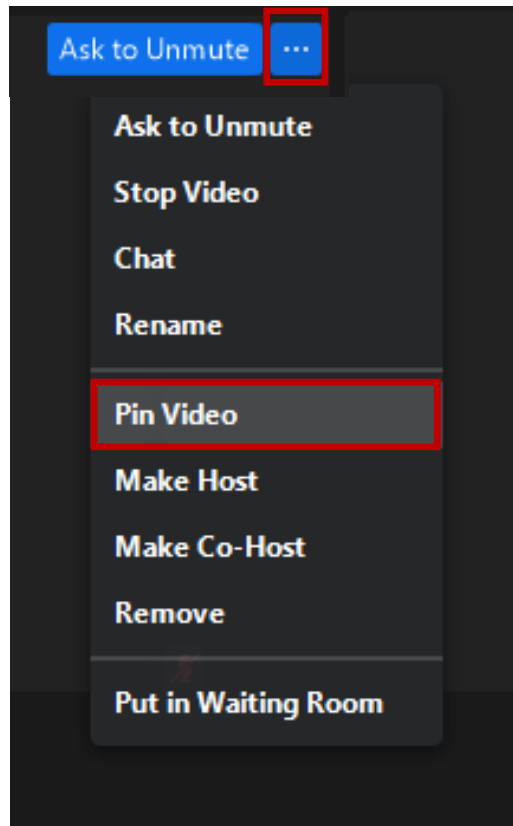 Ask to Unmute ...
Ask to Unmute
Stop Video
Chat
Rename
Pin Video
Make Host
Make Co-Host
Remove
Put in Waiting Room